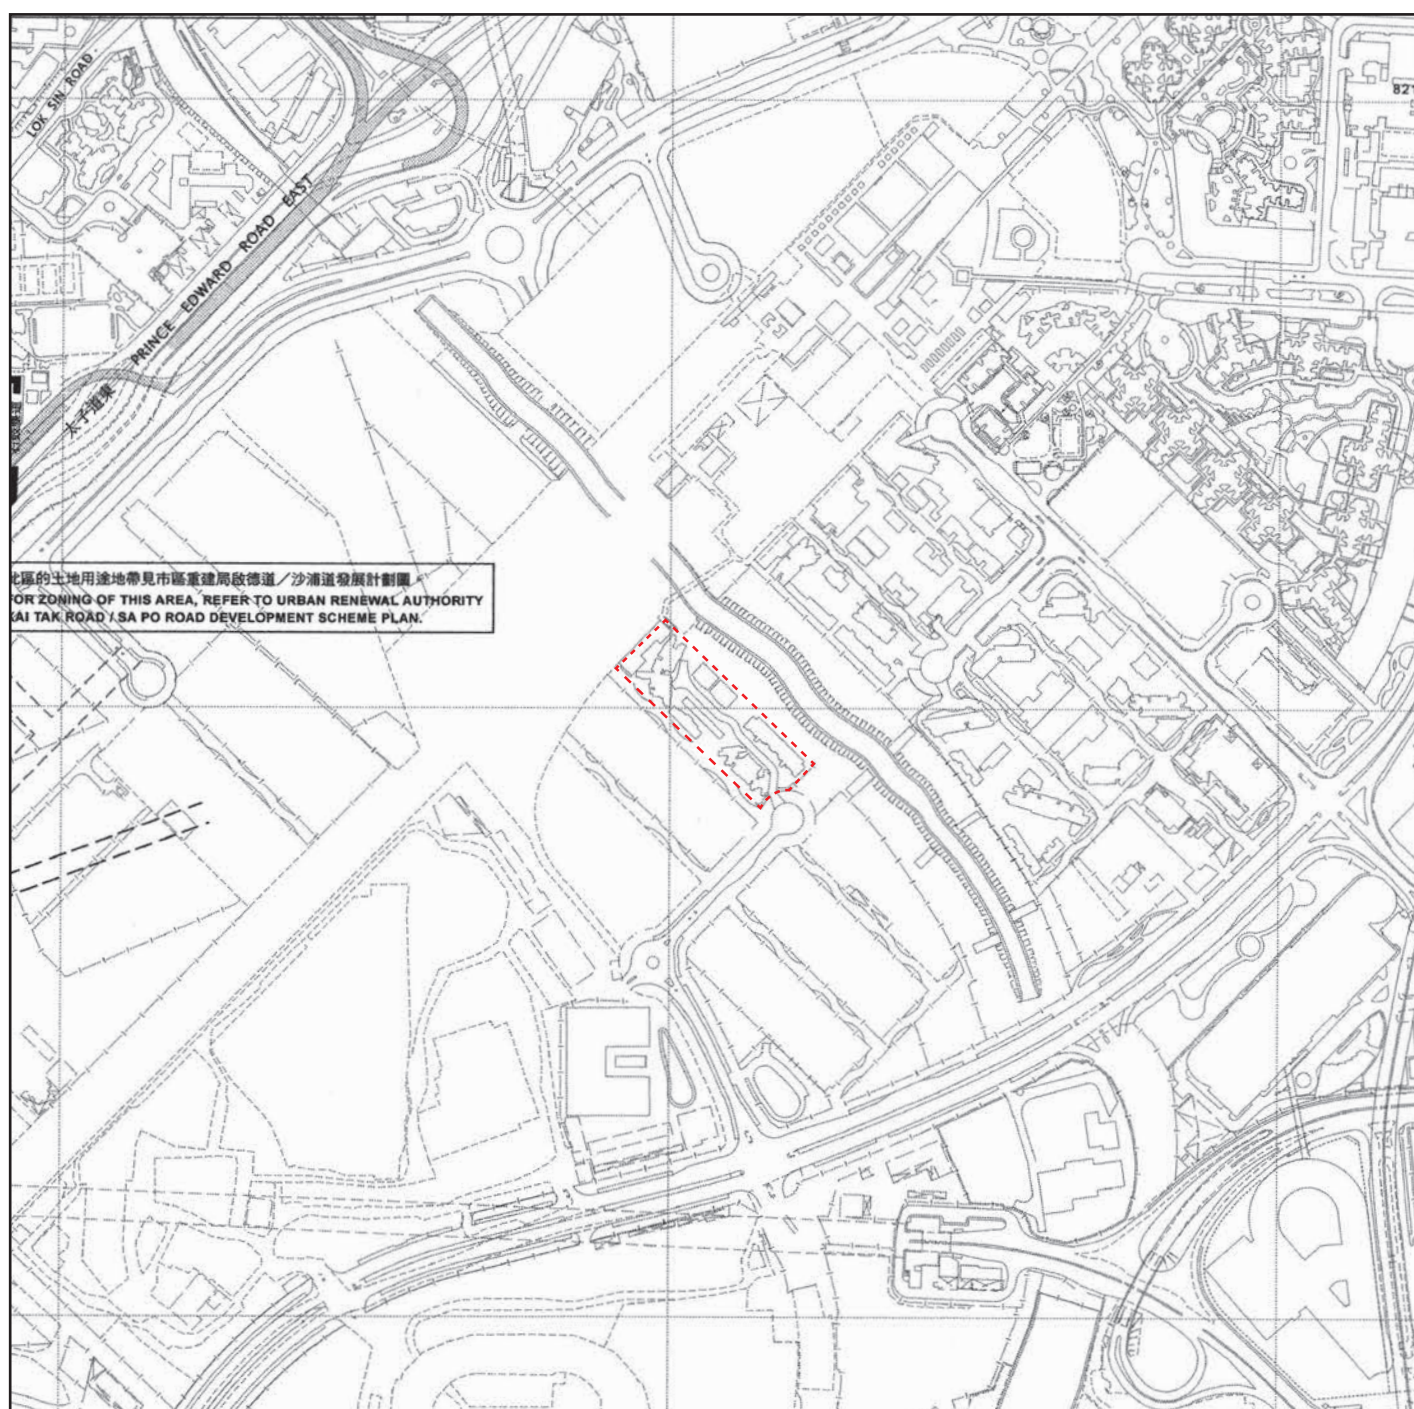 LOK SIN ROAD
821
PRINCE EDWARD ROAD EAST
太子道東
此區的土地用途地帶見市區重建局啟德道／沙浦道發展計劃圖。
FOR ZONING OF THIS AREA, REFER TO URBAN RENEWAL AUTHORITY
KAI TAK ROAD / SA PO ROAD DEVELOPMENT SCHEME PLAN.